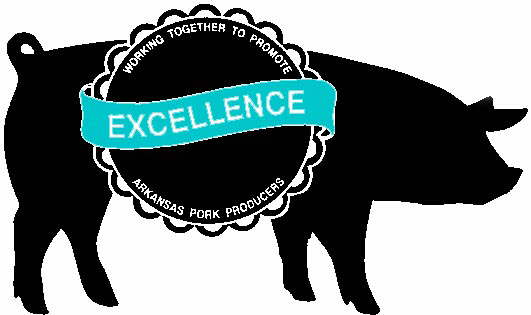 WORKING TOGETHER TO PROMOTE
EXCELLENCE
ARKANSAS PORK PRODUCERS